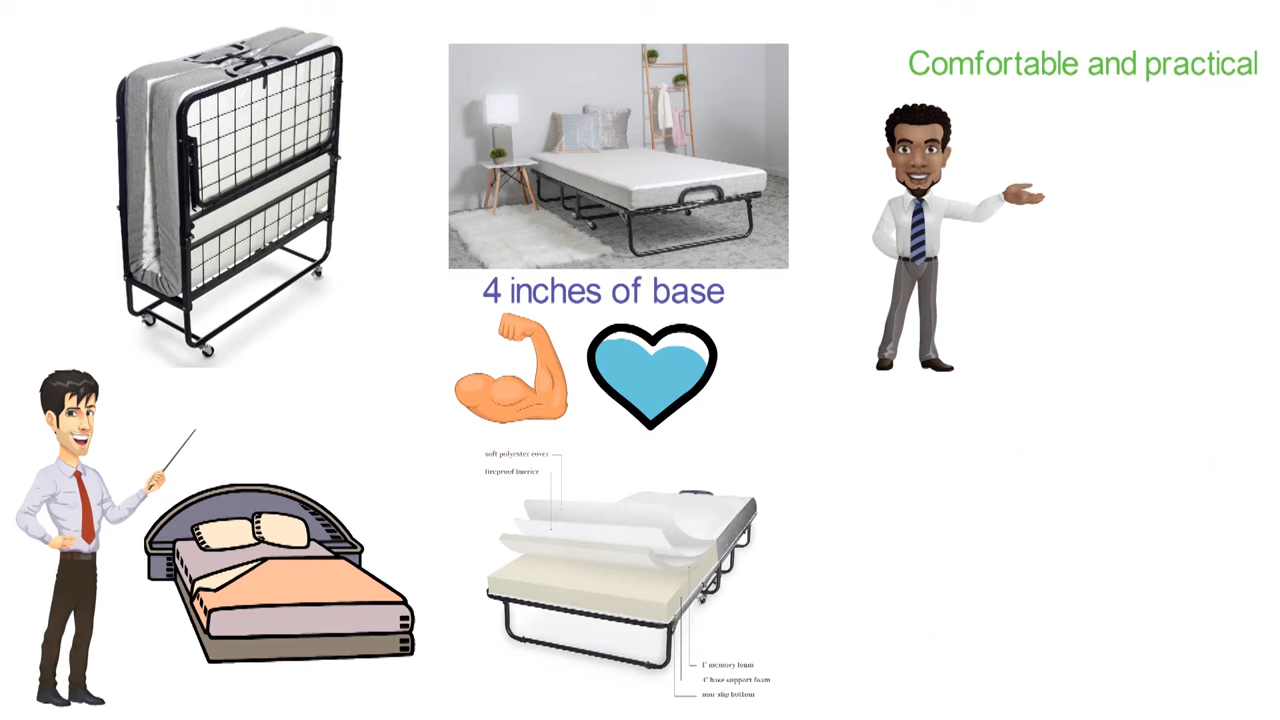 Comfortable and practical
4 inches of base
soft polyester cover
fireproof barrier
1" memory foam
4" base support foam
non-slip bottom